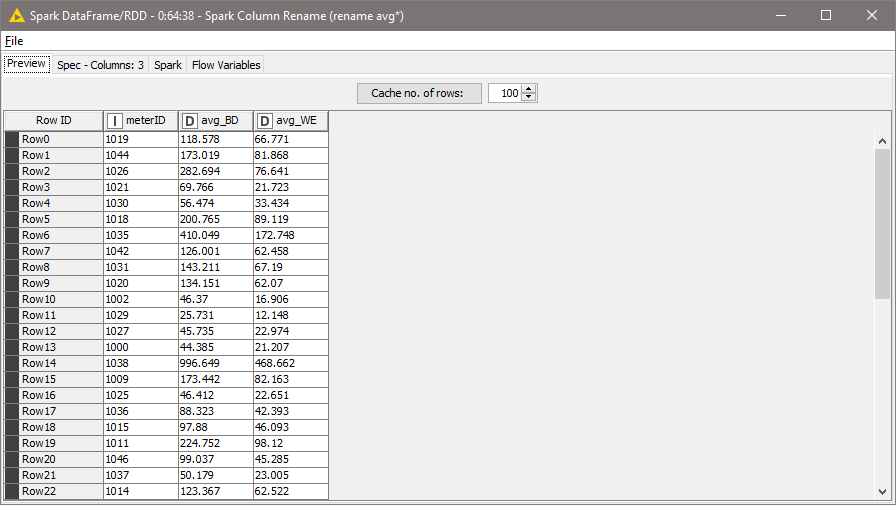 Spark DataFrame/RDD - 0:64:38 - Spark Column Rename (rename avg*)
File
Preview Spec - Columns: 3 Spark Flow Variables
Cache no. of rows: 100
Row ID I meterID D avg_BD D avg_WE
Row0 1019 118.578 66.771
Row1 1044 173.019 81.868
Row2 1026 282.694 76.641
Row3 1021 69.766 21.723
Row4 1030 56.474 33.434
Row5 1018 200.765 89.119
Row6 1035 410.049 172.748
Row7 1042 126.001 62.458
Row8 1031 143.211 67.19
Row9 1020 134.151 62.07
Row10 1002 46.37 16.906
Row11 1029 25.731 12.148
Row12 1027 45.735 22.974
Row13 1000 44.385 21.207
Row14 1038 996.649 468.662
Row15 1009 173.442 82.163
Row16 1025 46.412 22.651
Row17 1036 88.323 42.393
Row18 1015 97.88 46.093
Row19 1011 224.752 98.12
Row20 1046 99.037 45.285
Row21 1037 50.179 23.005
Row22 1014 123.367 62.522